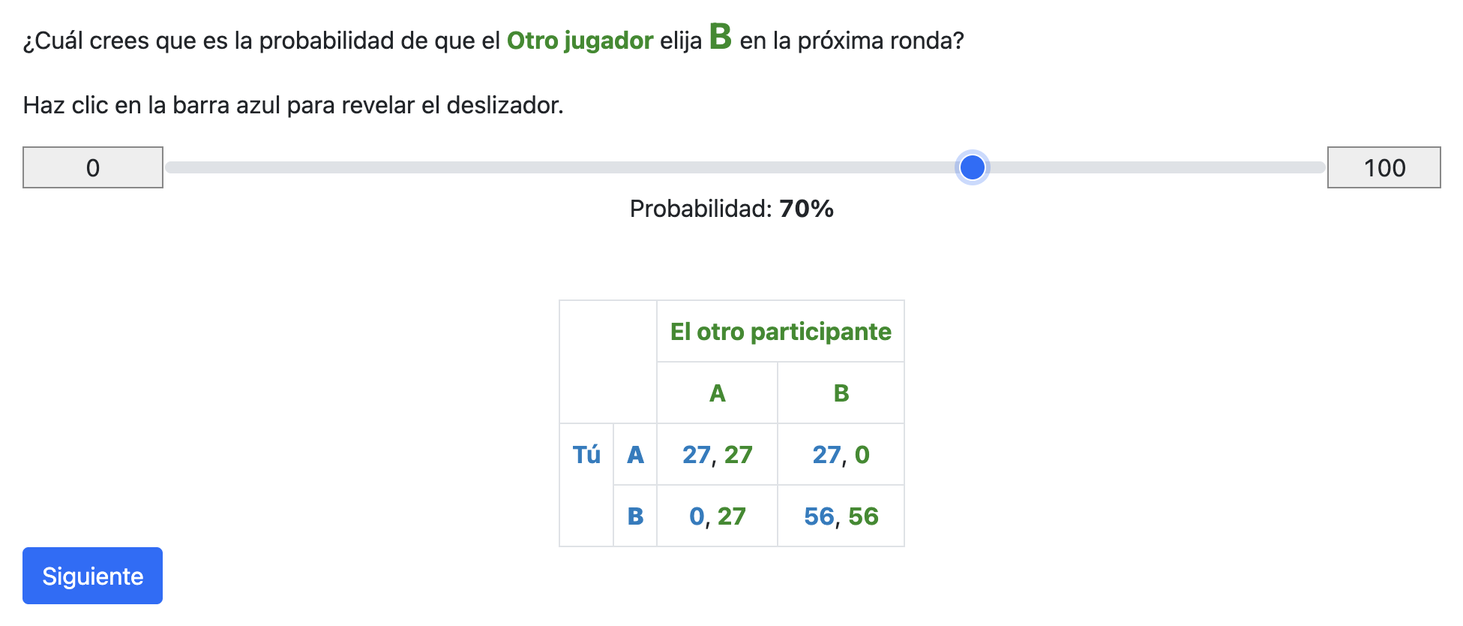 ¿Cuál crees que es la probabilidad de que el Otro jugador elija B en la próxima ronda?
Haz clic en la barra azul para revelar el deslizador.
0 100
Probabilidad: 70%
El otro participante
A B
Tú A 27, 27 27, 0
B 0, 27 56, 56
Siguiente